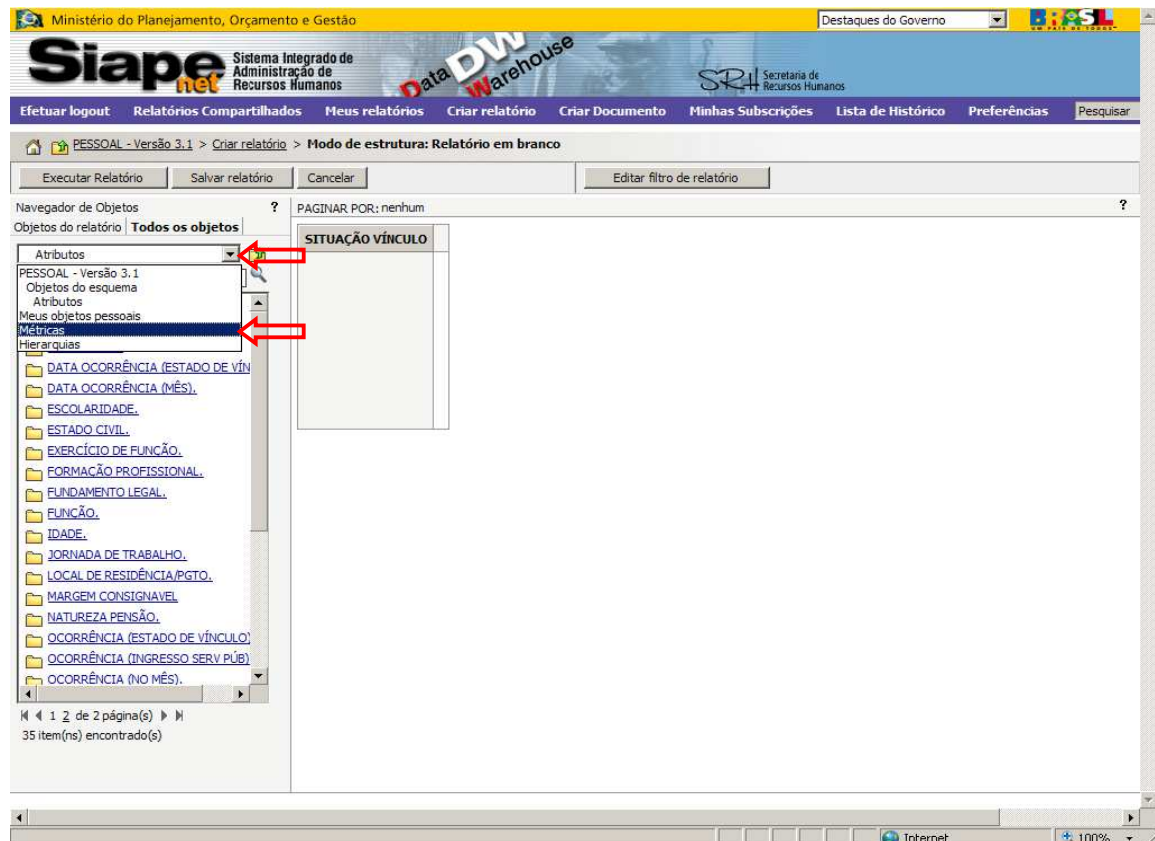 Ministério do Planejamento, Orçamento e Gestão
Destaques do Governo
BRASIL
UM PAÍS DE TODOS
Siape
net
Sistema Integrado de
Administração de
Recursos Humanos
Data DW Warehouse
SRH Secretaria de
Recursos Humanos
Efetuar logout Relatórios Compartilhados Meus relatórios Criar relatório Criar Documento Minhas Subscrições Lista de Histórico Preferências Pesquisar
PESSOAL - Versão 3.1 > Criar relatório > Modo de estrutura: Relatório em branco
Executar Relatório Salvar relatório Cancelar Editar filtro de relatório
Navegador de Objetos ? PAGINAR POR: nenhum ?
Objetos do relatório Todos os objetos
SITUAÇÃO VÍNCULO
Atributos
PESSOAL - Versão 3.1
Objetos do esquema
Atributos
Meus objetos pessoais
Métricas
Hierarquias
DATA OCORRÊNCIA (ESTADO DE VÍN
DATA OCORRÊNCIA (MÊS).
ESCOLARIDADE.
ESTADO CIVIL.
EXERCÍCIO DE FUNCÃO.
FORMAÇÃO PROFISSIONAL.
FUNDAMENTO LEGAL.
FUNÇÃO.
IDADE.
JORNADA DE TRABALHO.
LOCAL DE RESIDÊNCIA/PGTO.
MARGEM CONSIGNAVEL
NATUREZA PENSÃO.
OCORRÊNCIA (ESTADO DE VÍNCULO)
OCORRÊNCIA (INGRESSO SERV PÚB)
OCORRÊNCIA (NO MÊS).
1 2 de 2 página(s)
35 item(ns) encontrado(s)
Internet 100%